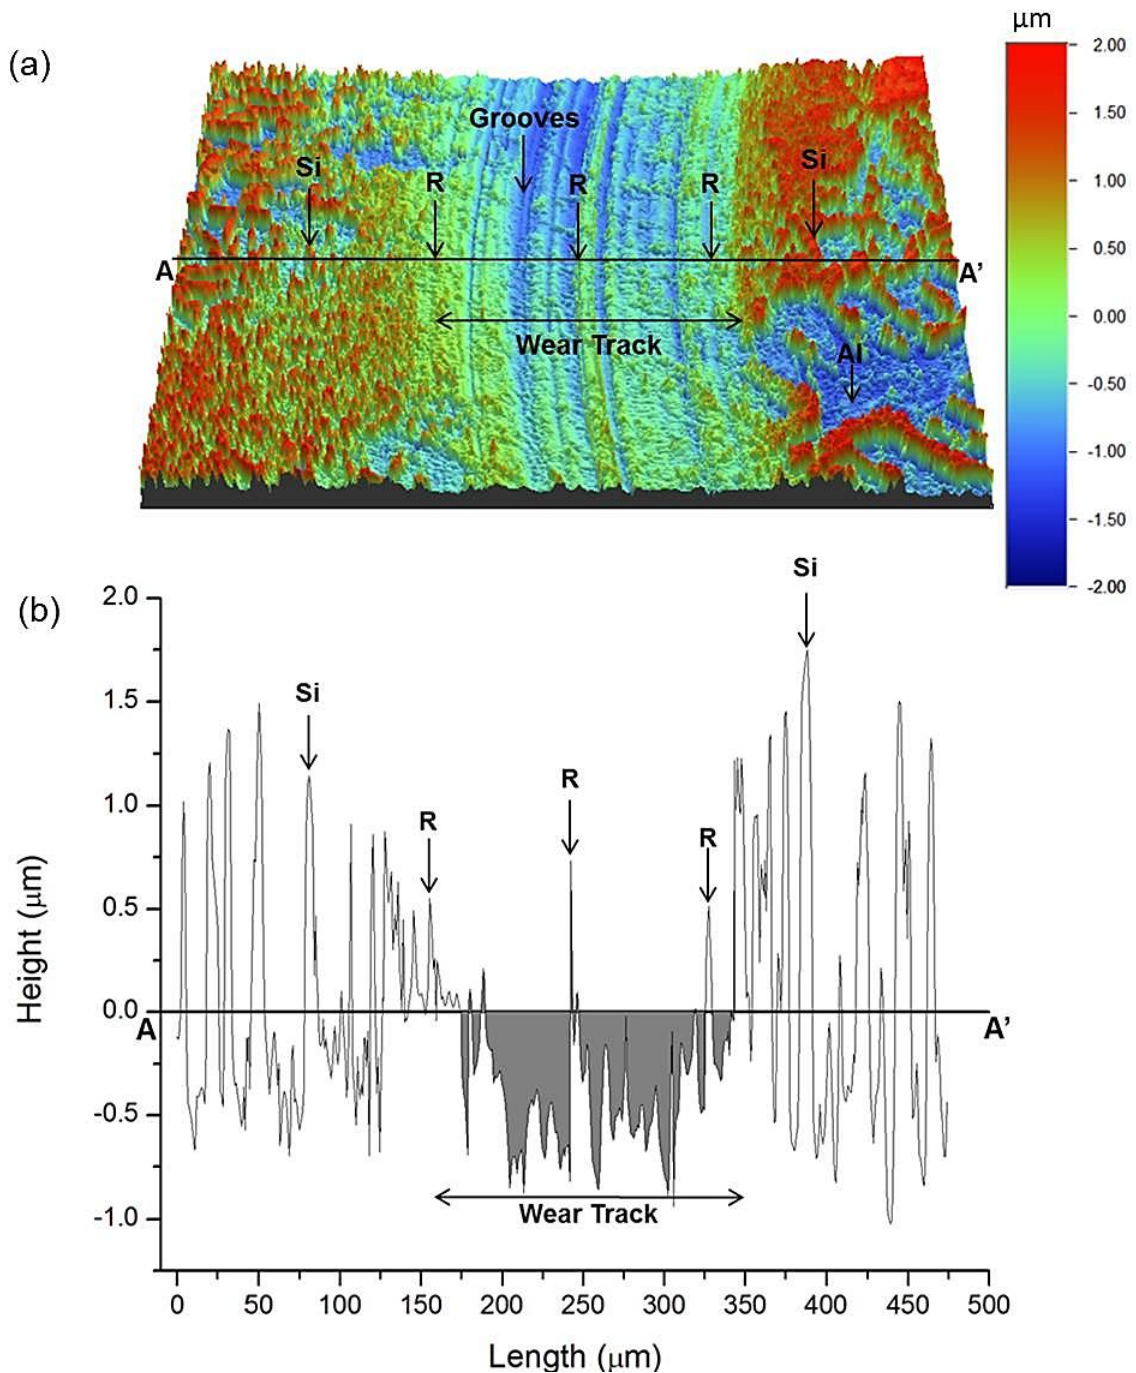 (a)
μm
2.00
1.50
1.00
0.50
0.00
-0.50
-1.00
-1.50
-2.00
Grooves
Si
R
R
R
Si
A
A'
Wear Track
Al
(b)
Si
Si
R
R
R
2.0
1.5
1.0
0.5
0.0
-0.5
-1.0
A
A'
Wear Track
Height (μm)
0 50 100 150 200 250 300 350 400 450 500
Length (μm)